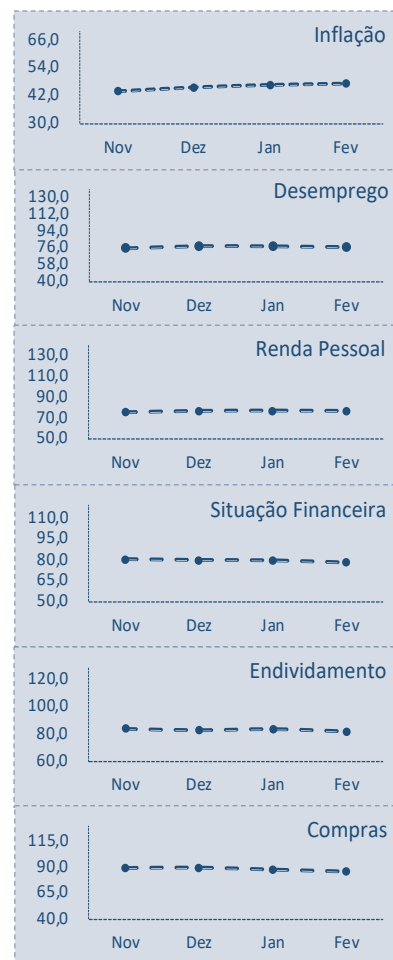 Inflação
66,0
54,0
42,0
30,0
Nov Dez Jan Fev
Desemprego
130,0
112,0
94,0
76,0
58,0
40,0
Nov Dez Jan Fev
Renda Pessoal
130,0
110,0
90,0
70,0
50,0
Nov Dez Jan Fev
Situação Financeira
110,0
95,0
80,0
65,0
50,0
Nov Dez Jan Fev
Endividamento
120,0
100,0
80,0
60,0
Nov Dez Jan Fev
Compras
115,0
90,0
65,0
40,0
Nov Dez Jan Fev